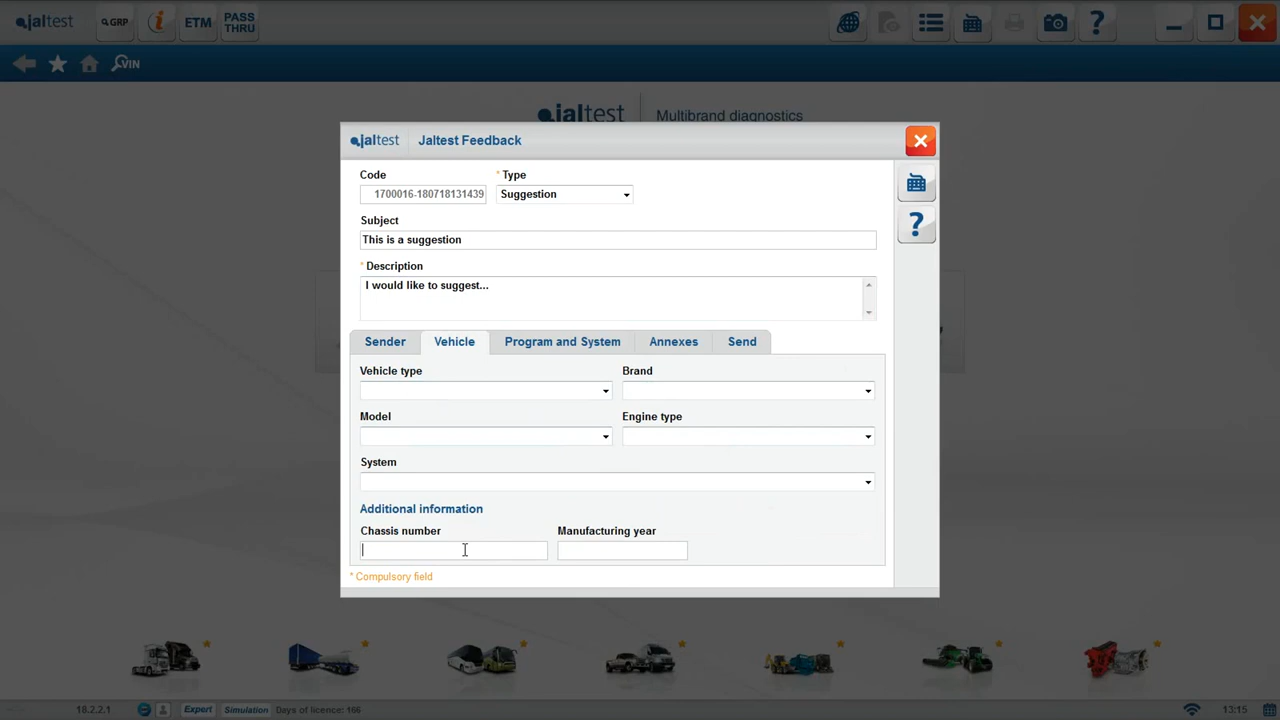 jaltest GRP i ETM PASS THRU ?
VIN
jaltest Multibrand diagnostics
jaltest Jaltest Feedback
Code * Type
1700016-180718131439 Suggestion
?
Subject
This is a suggestion
* Description
I would like to suggest...
Sender Vehicle Program and System Annexes Send
Vehicle type Brand
Model Engine type
System
Additional information
Chassis number Manufacturing year
* Compulsory field
18.2.2.1 Expert Simulation Days of licence: 166 13:15